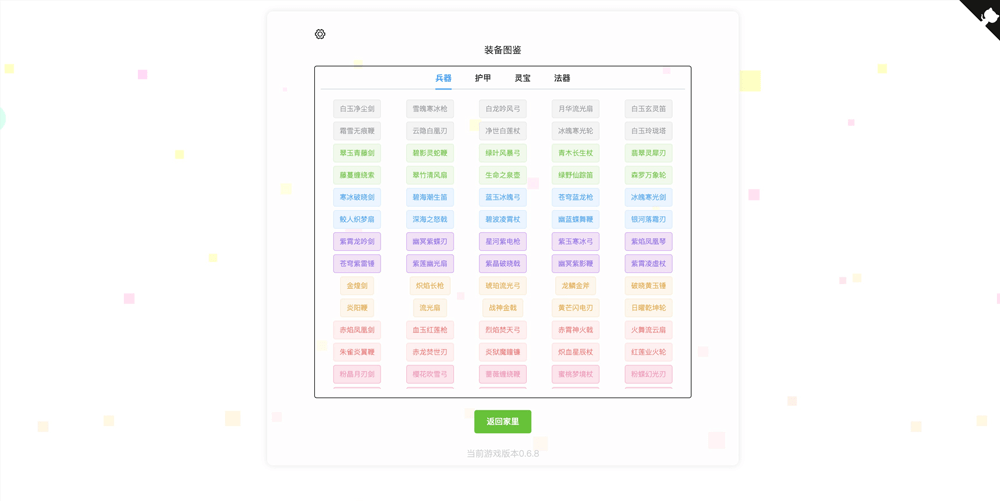 装备图鉴
兵器 护甲 灵宝 法器
白玉净尘剑 雪魄寒冰枪 白龙吟风弓 月华流光扇 白玉玄灵笛
霜雪无痕鞭 云隐白凰刃 净世白莲杖 冰魄寒光轮 白玉玲珑塔
翠玉青藤剑 碧影灵蛇鞭 绿叶风暴弓 青木长生杖 翡翠灵犀刃
藤蔓缠绕索 翠竹清风扇 生命之泉壶 绿野仙踪笛 森罗万象轮
寒冰破晓剑 碧海潮生笛 蓝玉冰魄弓 苍穹蓝龙枪 冰魄寒光剑
鲛人织梦扇 深海之怒戟 碧波凌霄杖 幽蓝蝶舞鞭 银河落霜刃
紫霄龙吟剑 幽冥紫蝶刃 星河紫电枪 紫玉寒冰弓 紫焰凤凰琴
苍穹紫雷锤 紫莲幽光扇 紫晶破晓戟 幽冥紫影鞭 紫霄凌虚杖
金煌剑 炽焰长枪 琥珀流光弓 龙鳞金斧 破晓黄玉锤
炎阳鞭 流光扇 战神金戟 黄芒闪电刃 日曜乾坤轮
赤焰凤凰剑 血玉红莲枪 烈焰焚天弓 赤霄神火戟 火舞流云扇
朱雀炎翼鞭 赤龙焚世刃 炎狱魔瞳锤 炽血星辰杖 红莲业火轮
粉晶月刃剑 樱花吹雪弓 蔷薇缠绕鞭 蜜桃梦境杖 粉蝶幻光刃
返回家里
当前游戏版本0.6.8